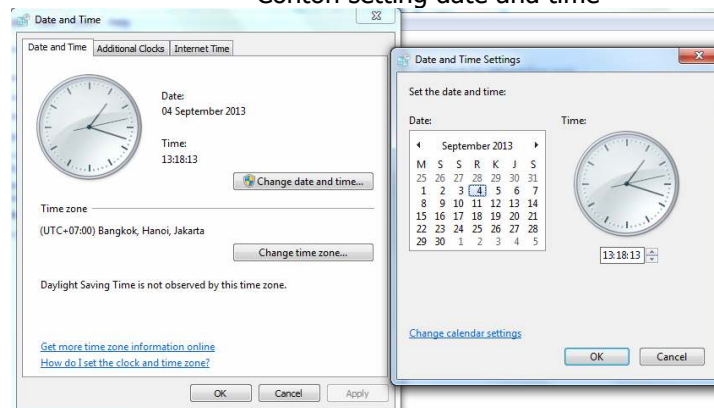 Conton setting date and time
Date and Time
Date and Time Additional Clocks Internet Time
Date:
04 September 2013
Time:
13:18:13
Change date and time...
Time zone
(UTC+07:00) Bangkok, Hanoi, Jakarta
Change time zone...
Daylight Saving Time is not observed by this time zone.
Get more time zone information online
How do I set the clock and time zone?
OK Cancel Apply
Date and Time Settings
Set the date and time:
Date: Time:
September 2013
M S S R K J S
25 26 27 28 29 30 31
1 2 3 4 5 6 7
8 9 10 11 12 13 14
15 16 17 18 19 20 21
22 23 24 25 26 27 28
29 30 1 2 3 4 5
13:18:13
Change calendar settings
OK Cancel